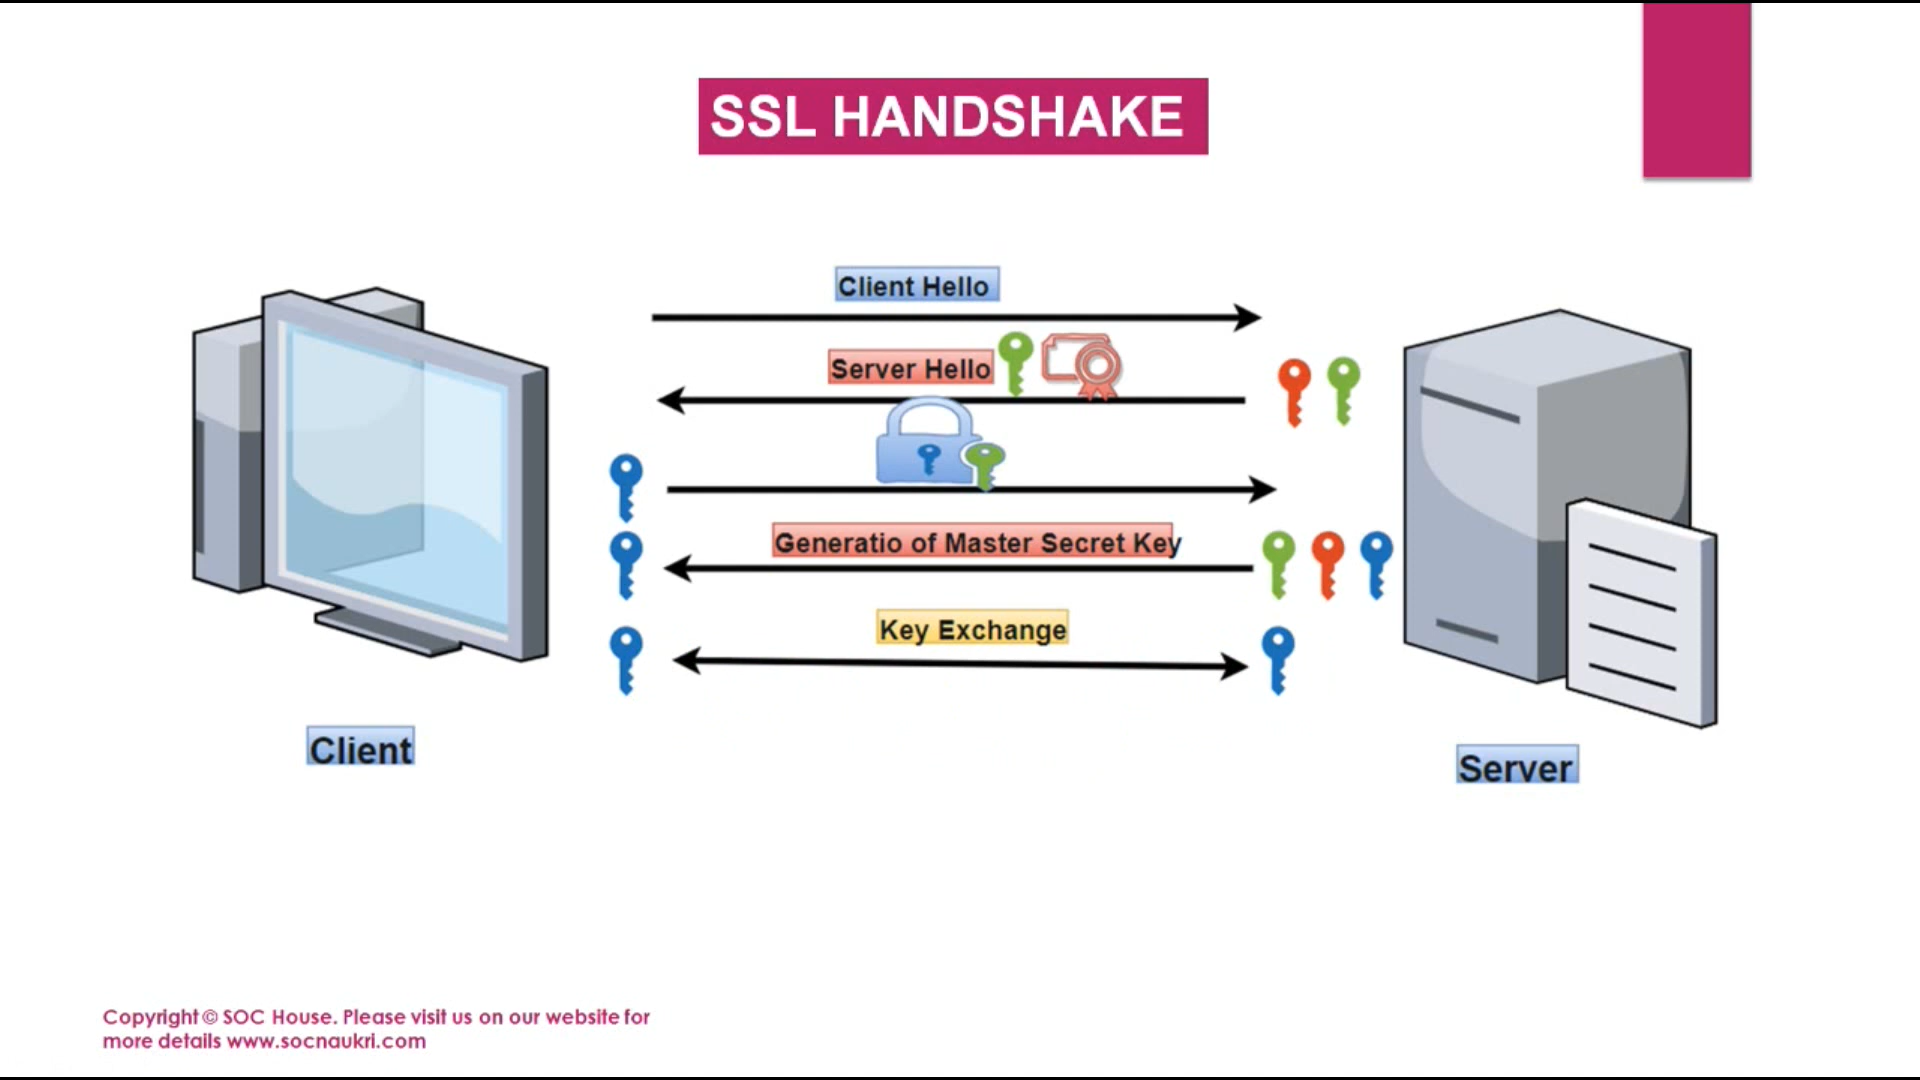 SSL HANDSHAKE
Client Hello
Server Hello
Generatio of Master Secret Key
Key Exchange
Client
Server
Copyright © SOC House. Please visit us on our website for
more details www.socnaukri.com